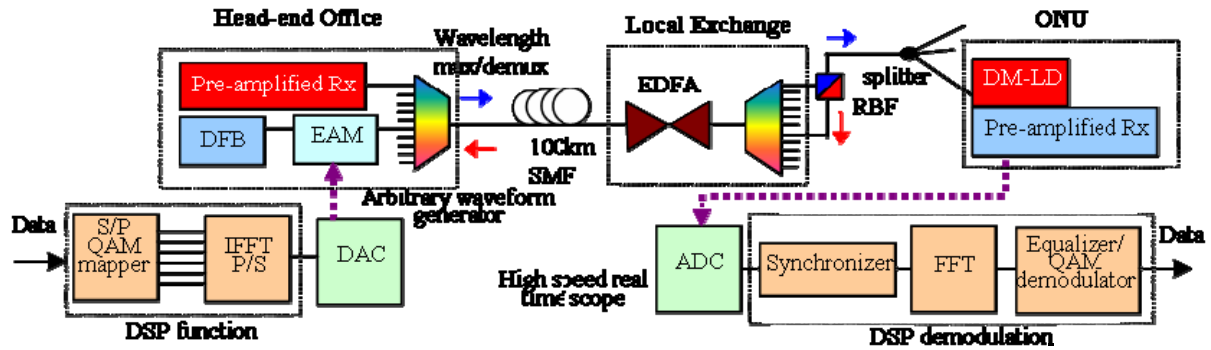 Head-end Office
Local Exchange
ONU
Wavelength
mux/demux
Pre-amplified Rx
DFB
EAM
100km
SMF
EDFA
RBF
splitter
DM-LD
Pre-amplified Rx
Arbitrary waveform
generator
Data
S/P
QAM
mapper
IFFT
P/S
DAC
DSP function
High speed real
time scope
ADC
Synchronizer
FFT
Equalizer/
QAM
demodulator
Data
DSP demodulation